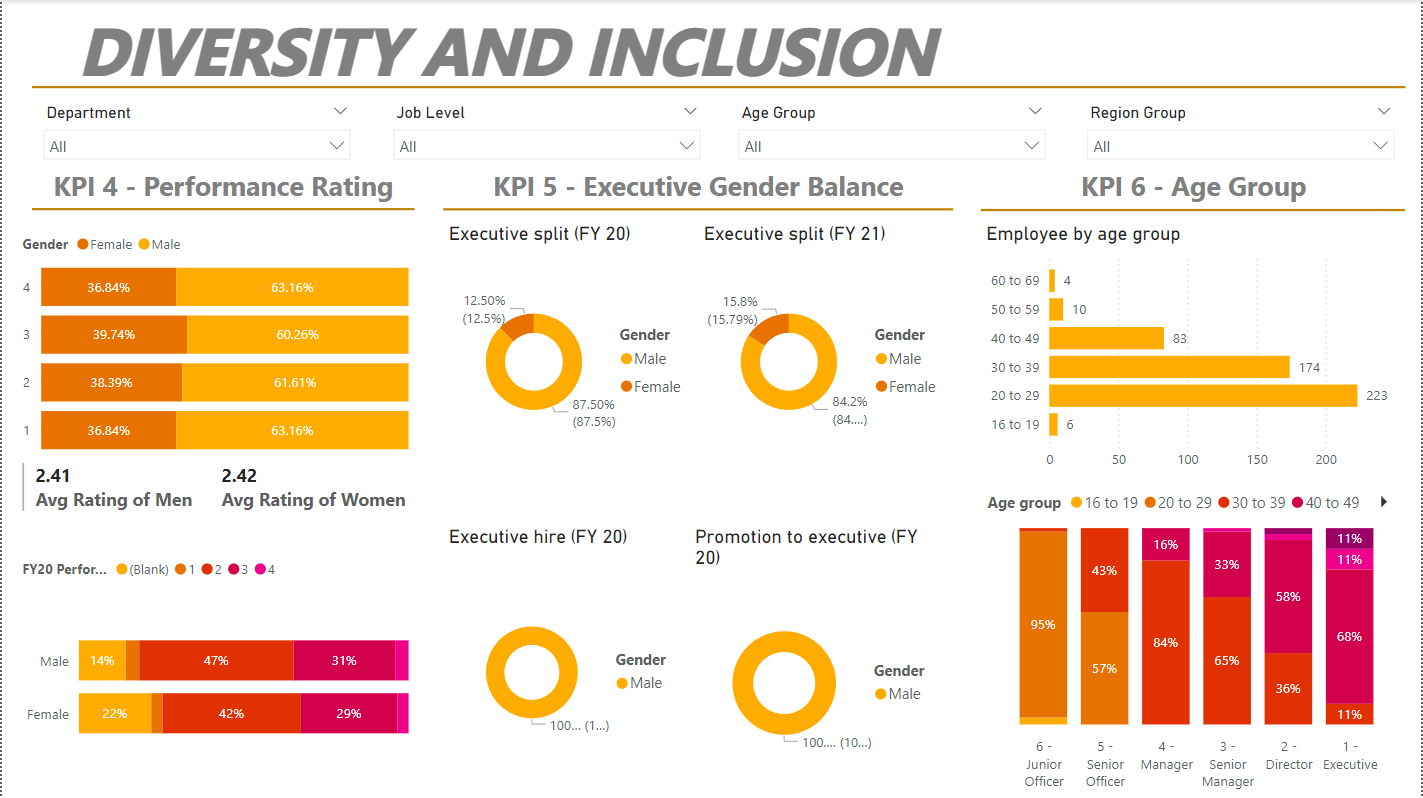 DIVERSITY AND INCLUSION
Department
All
Job Level
All
Age Group
All
Region Group
All
KPI 4 - Performance Rating
Gender Female Male
4 36.84% 63.16%
3 39.74% 60.26%
2 38.39% 61.61%
1 36.84% 63.16%
2.41
Avg Rating of Men
2.42
Avg Rating of Women
FY20 Perfor... (Blank) 1 2 3 4
Male 14% 47% 31%
Female 22% 42% 29%
KPI 5 - Executive Gender Balance
Executive split (FY 20)
12.50%
(12.5%)
87.50%
(87.5%)
Gender
Male
Female
Executive split (FY 21)
15.8%
(15.79%)
84.2%
(84....)
Gender
Male
Female
Executive hire (FY 20)
100... (1...)
Gender
Male
Promotion to executive (FY
20)
100.... (10...)
Gender
Male
KPI 6 - Age Group
Employee by age group
60 to 69 4
50 to 59 10
40 to 49 83
30 to 39 174
20 to 29 223
16 to 19 6
0 50 100 150 200
Age group 16 to 19 20 to 29 30 to 39 40 to 49
95%
43%
57%
16%
84%
33%
65%
58%
36%
11%
11%
68%
11%
6 -
Junior
Officer
5 -
Senior
Officer
4 -
Manager
3 -
Senior
Manager
2 -
Director
1 -
Executive